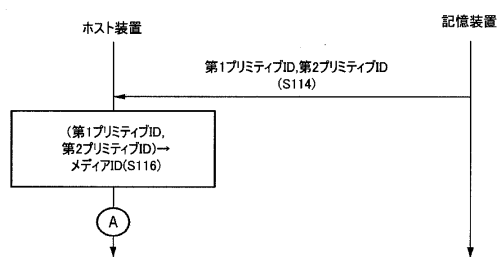 ホスト装置
記憶装置
第1プリミティブID,第2プリミティブID
(S114)
(第1プリミティブID,
第2プリミティブID)→
メディアID(S116)
A